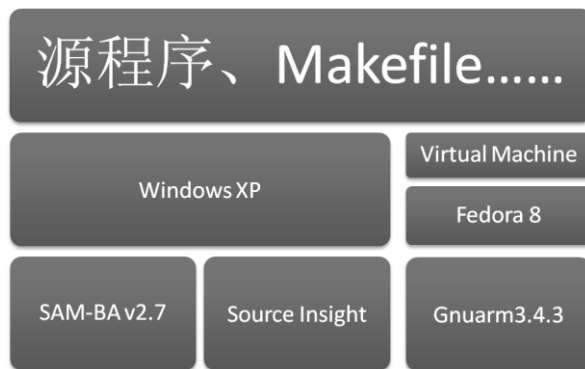 源程序、Makefile……
Windows XP
Virtual Machine
Fedora 8
SAM-BA v2.7
Source Insight
Gnuarm3.4.3